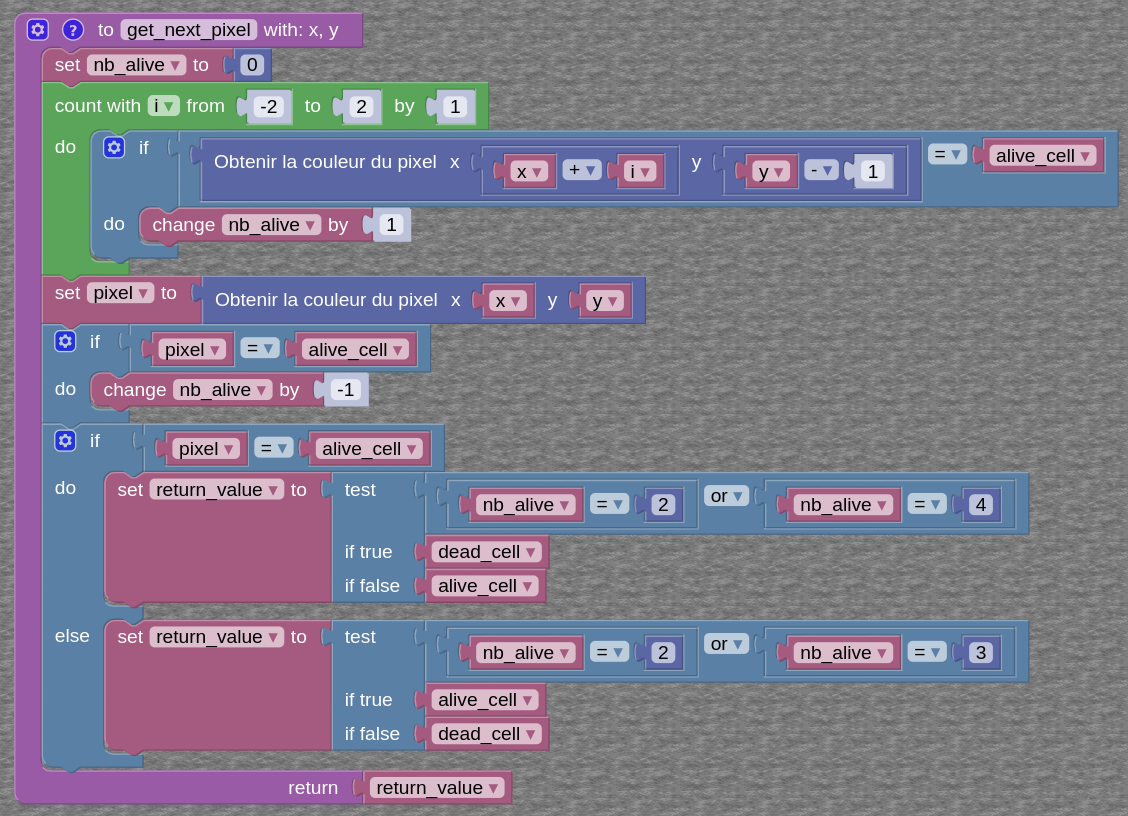 ? to get_next_pixel with: x, y
set nb_alive ▾ to 0
count with i ▾ from -2 to 2 by 1
do if Obtenir la couleur du pixel x x ▾ + ▾ i ▾ y y ▾ - ▾ 1 = ▾ alive_cell ▾
do change nb_alive ▾ by 1
set pixel ▾ to Obtenir la couleur du pixel x x ▾ y y ▾
if pixel ▾ = ▾ alive_cell ▾
do change nb_alive ▾ by -1
if pixel ▾ = ▾ alive_cell ▾
do set return_value ▾ to test nb_alive ▾ = ▾ 2 or ▾ nb_alive ▾ = ▾ 4
if true dead_cell ▾
if false alive_cell ▾
else set return_value ▾ to test nb_alive ▾ = ▾ 2 or ▾ nb_alive ▾ = ▾ 3
if true alive_cell ▾
if false dead_cell ▾
return return_value ▾